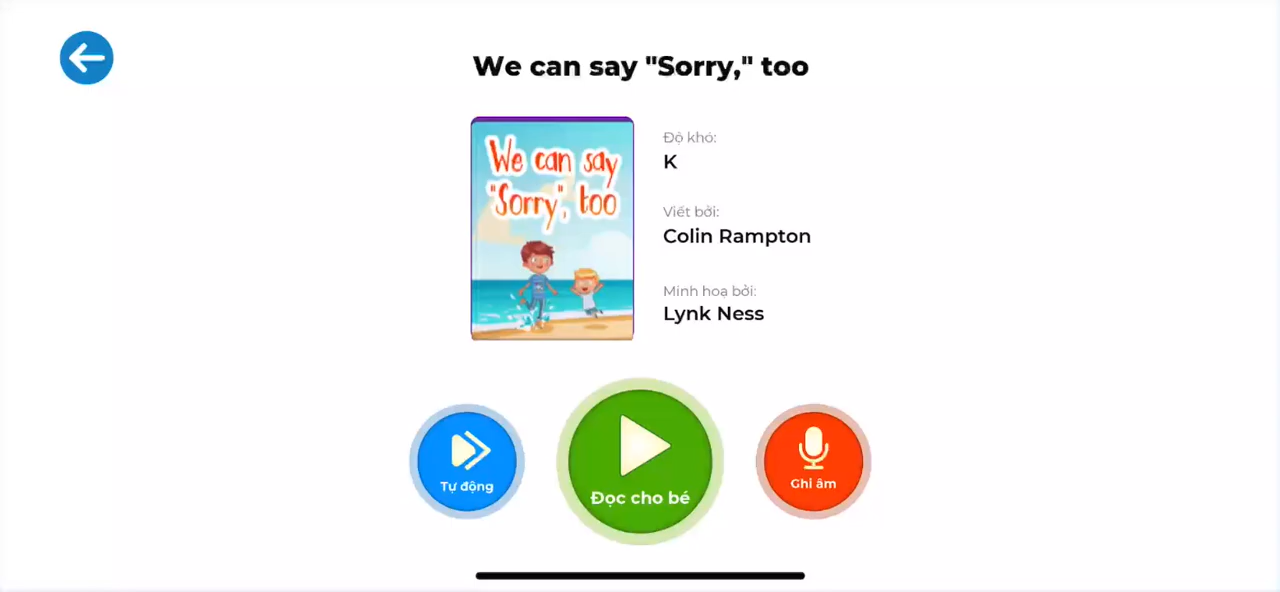 We can say "Sorry," too
We can say
"Sorry", too
Độ khó:
K
Viết bởi:
Colin Rampton
Minh hoạ bởi:
Lynk Ness
Tự động
Đọc cho bé
Ghi âm